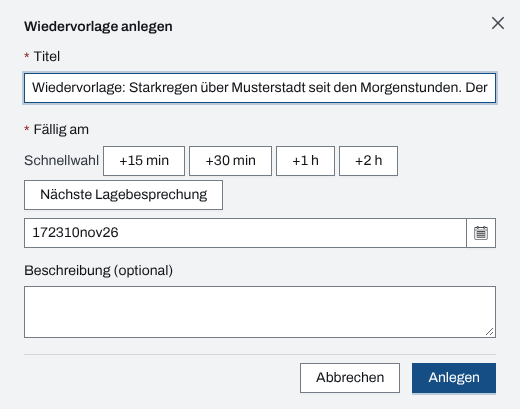 Wiedervorlage anlegen
* Titel
Wiedervorlage: Starkregen über Musterstadt seit den Morgenstunden. Der
* Fällig am
Schnellwahl +15 min +30 min +1 h +2 h
Nächste Lagebesprechung
172310nov26
Beschreibung (optional)
Abbrechen Anlegen